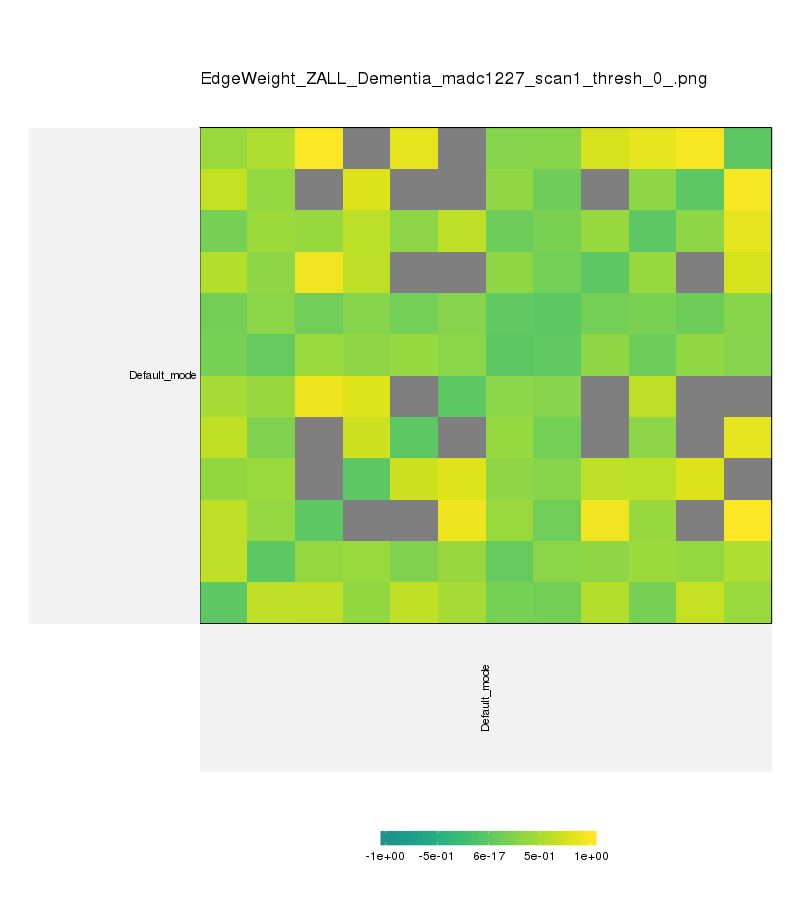 EdgeWeight_ZALL_Dementia_madc1227_scan1_thresh_0_.png
Default_mode
Default_mode
-1e+00 -5e-01 6e-17 5e-01 1e+00